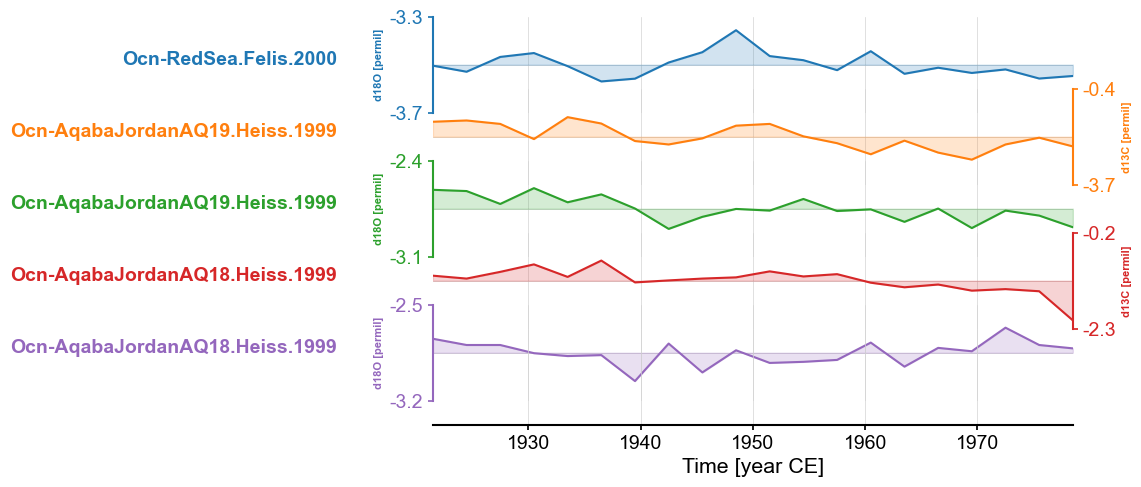 -3.3
Ocn-RedSea.Felis.2000
d18O [permil]
-3.7
-0.4
Ocn-AqabaJordanAQ19.Heiss.1999
d13C [permil]
-3.7
-2.4
Ocn-AqabaJordanAQ19.Heiss.1999
d18O [permil]
-3.1
-0.2
Ocn-AqabaJordanAQ18.Heiss.1999
d13C [permil]
-2.3
-2.5
Ocn-AqabaJordanAQ18.Heiss.1999
d18O [permil]
-3.2
1930 1940 1950 1960 1970
Time [year CE]